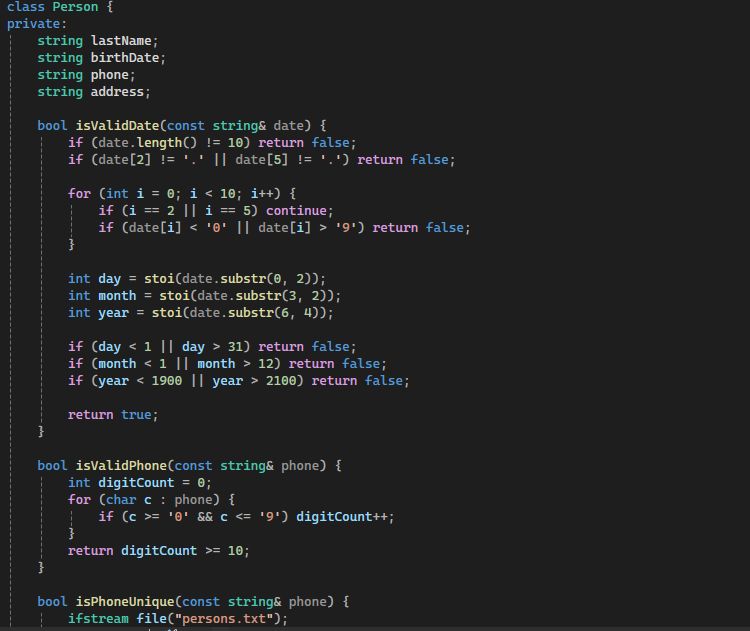 class Person {
private:
    string lastName;
    string birthDate;
    string phone;
    string address;

    bool isValidDate(const string& date) {
        if (date.length() != 10) return false;
        if (date[2] != '.' || date[5] != '.') return false;

        for (int i = 0; i < 10; i++) {
            if (i == 2 || i == 5) continue;
            if (date[i] < '0' || date[i] > '9') return false;
        }

        int day = stoi(date.substr(0, 2));
        int month = stoi(date.substr(3, 2));
        int year = stoi(date.substr(6, 4));

        if (day < 1 || day > 31) return false;
        if (month < 1 || month > 12) return false;
        if (year < 1900 || year > 2100) return false;

        return true;
    }

    bool isValidPhone(const string& phone) {
        int digitCount = 0;
        for (char c : phone) {
            if (c >= '0' && c <= '9') digitCount++;
        }
        return digitCount >= 10;
    }

    bool isPhoneUnique(const string& phone) {
        ifstream file("persons.txt");